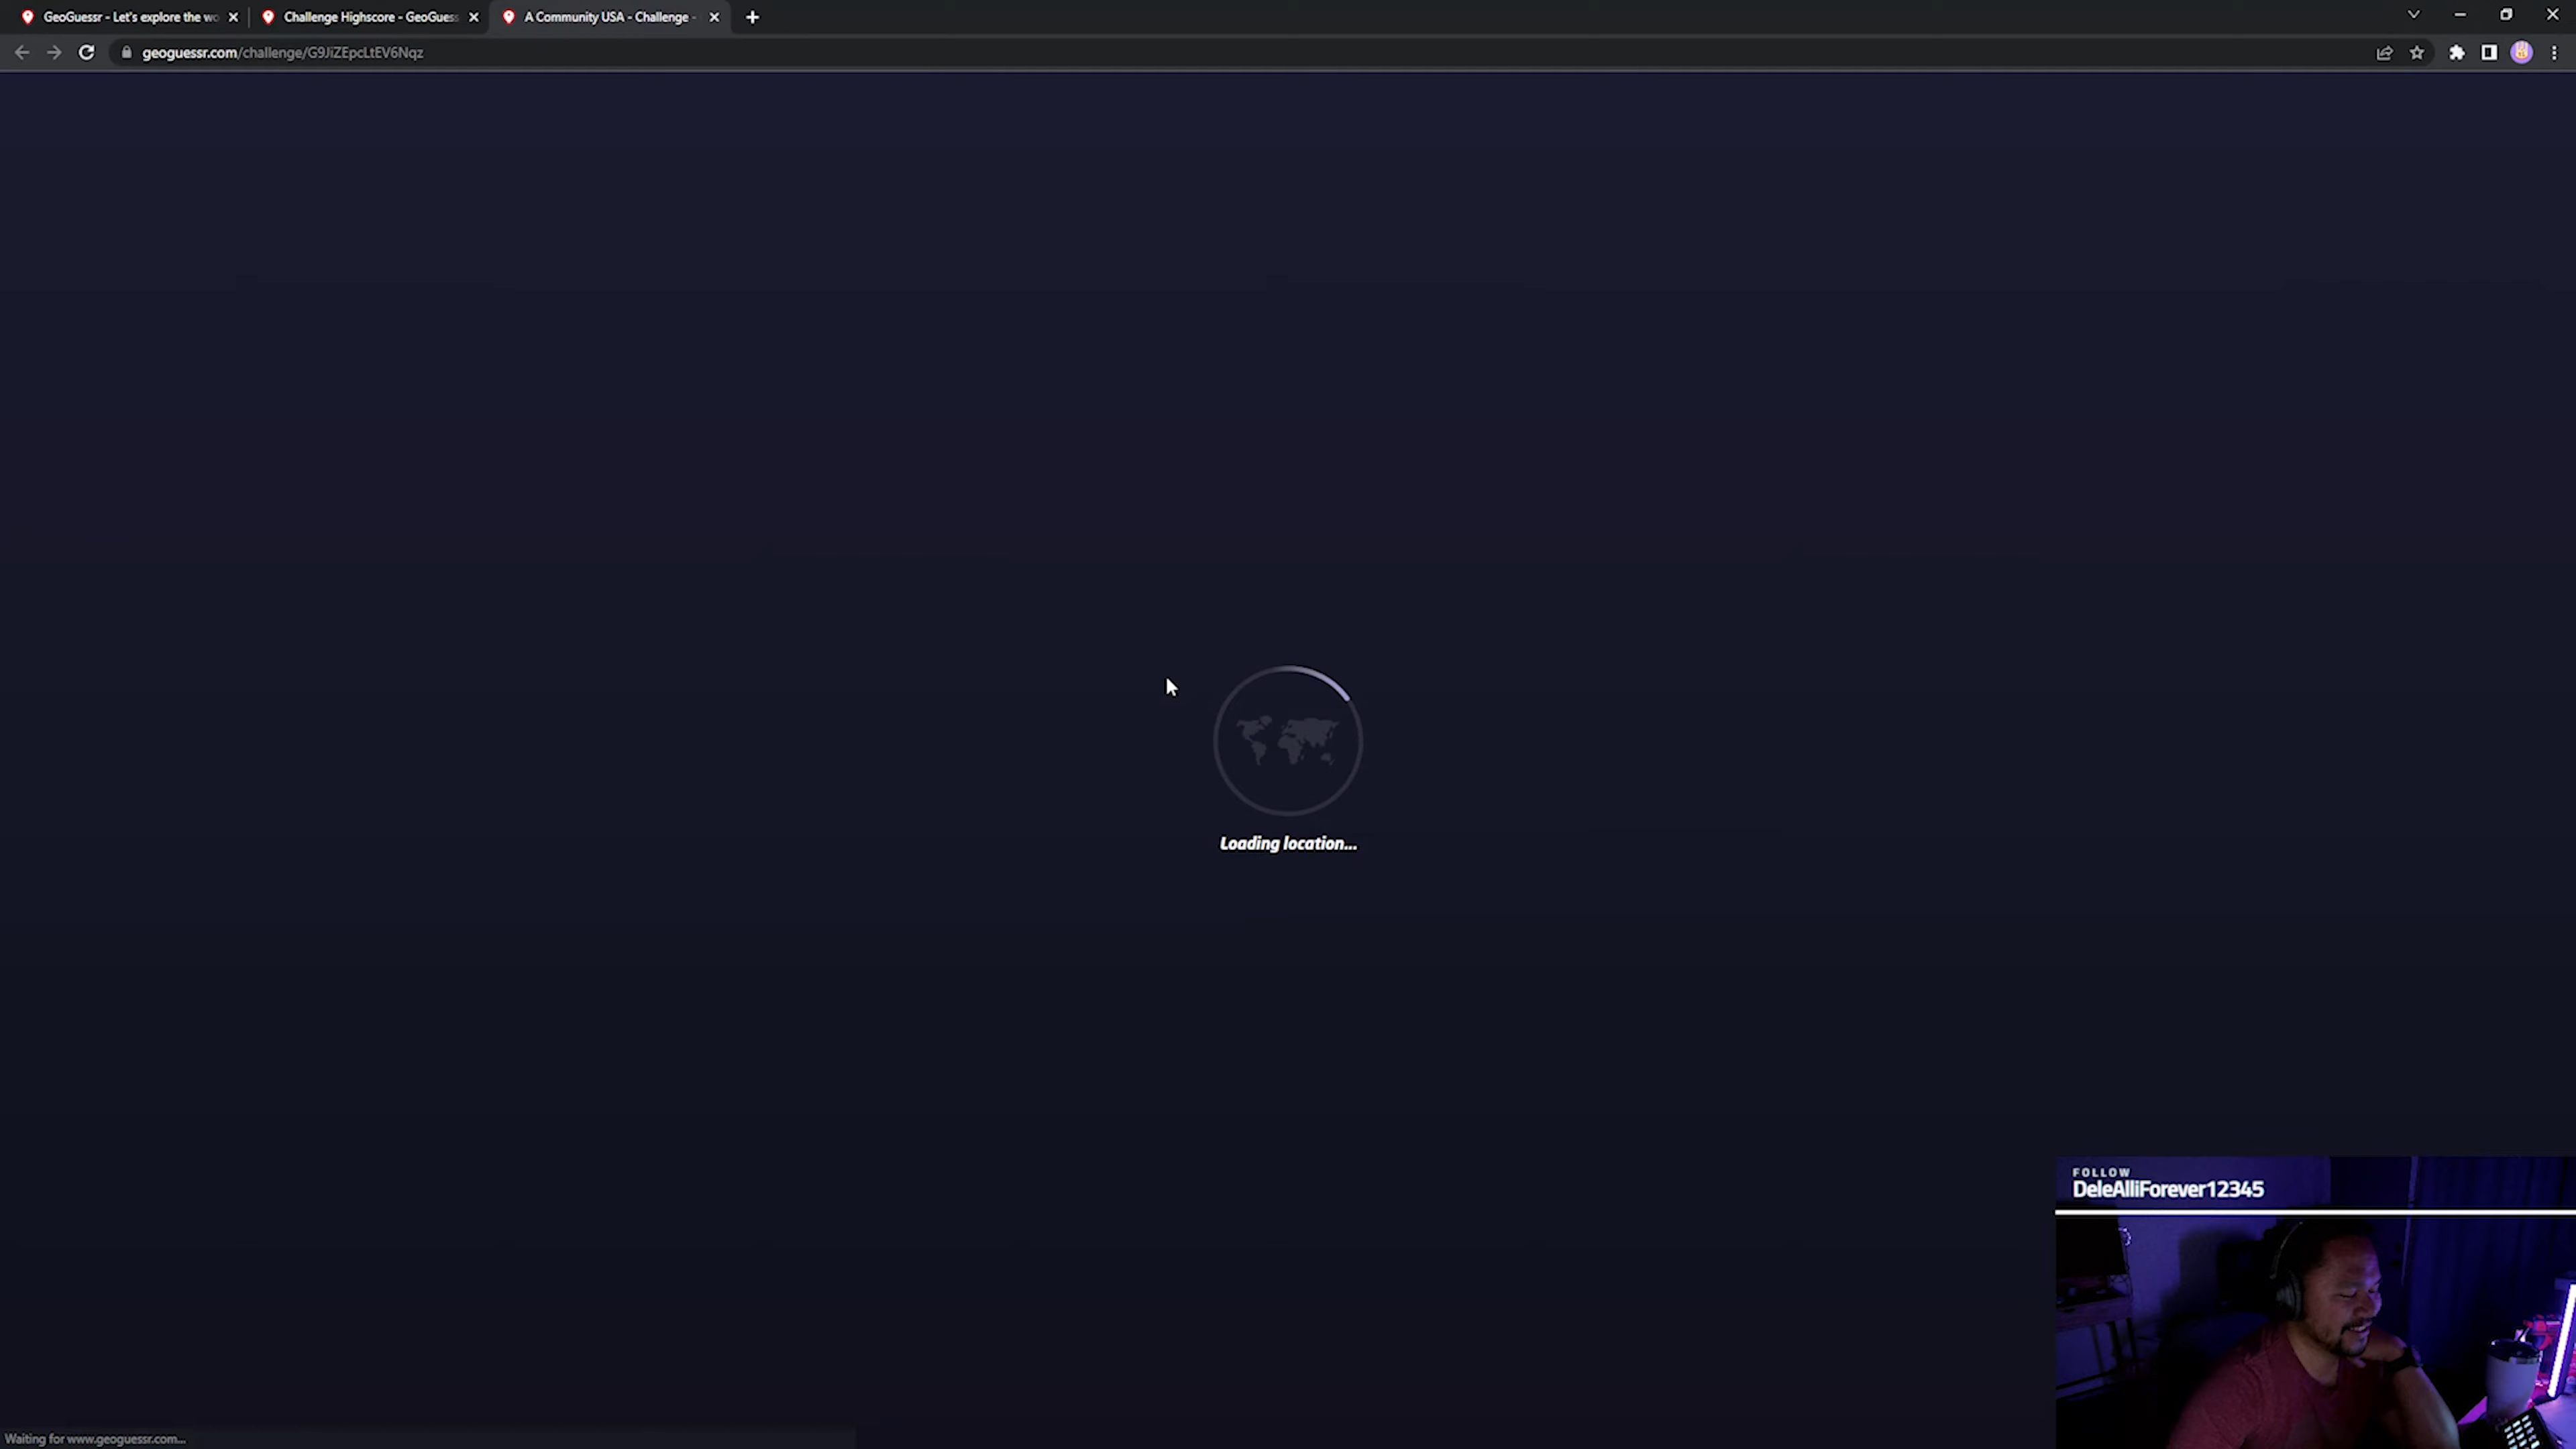 GeoGuessr - Let's explore the wo
Challenge Highscore - GeoGuess
A Community USA - Challenge -
geoguessr.com/challenge/G9JiZEpcLtEV6Nqz
Loading location...
FOLLOW
DeleAlliForever12345
Waiting for www.geoguessr.com...